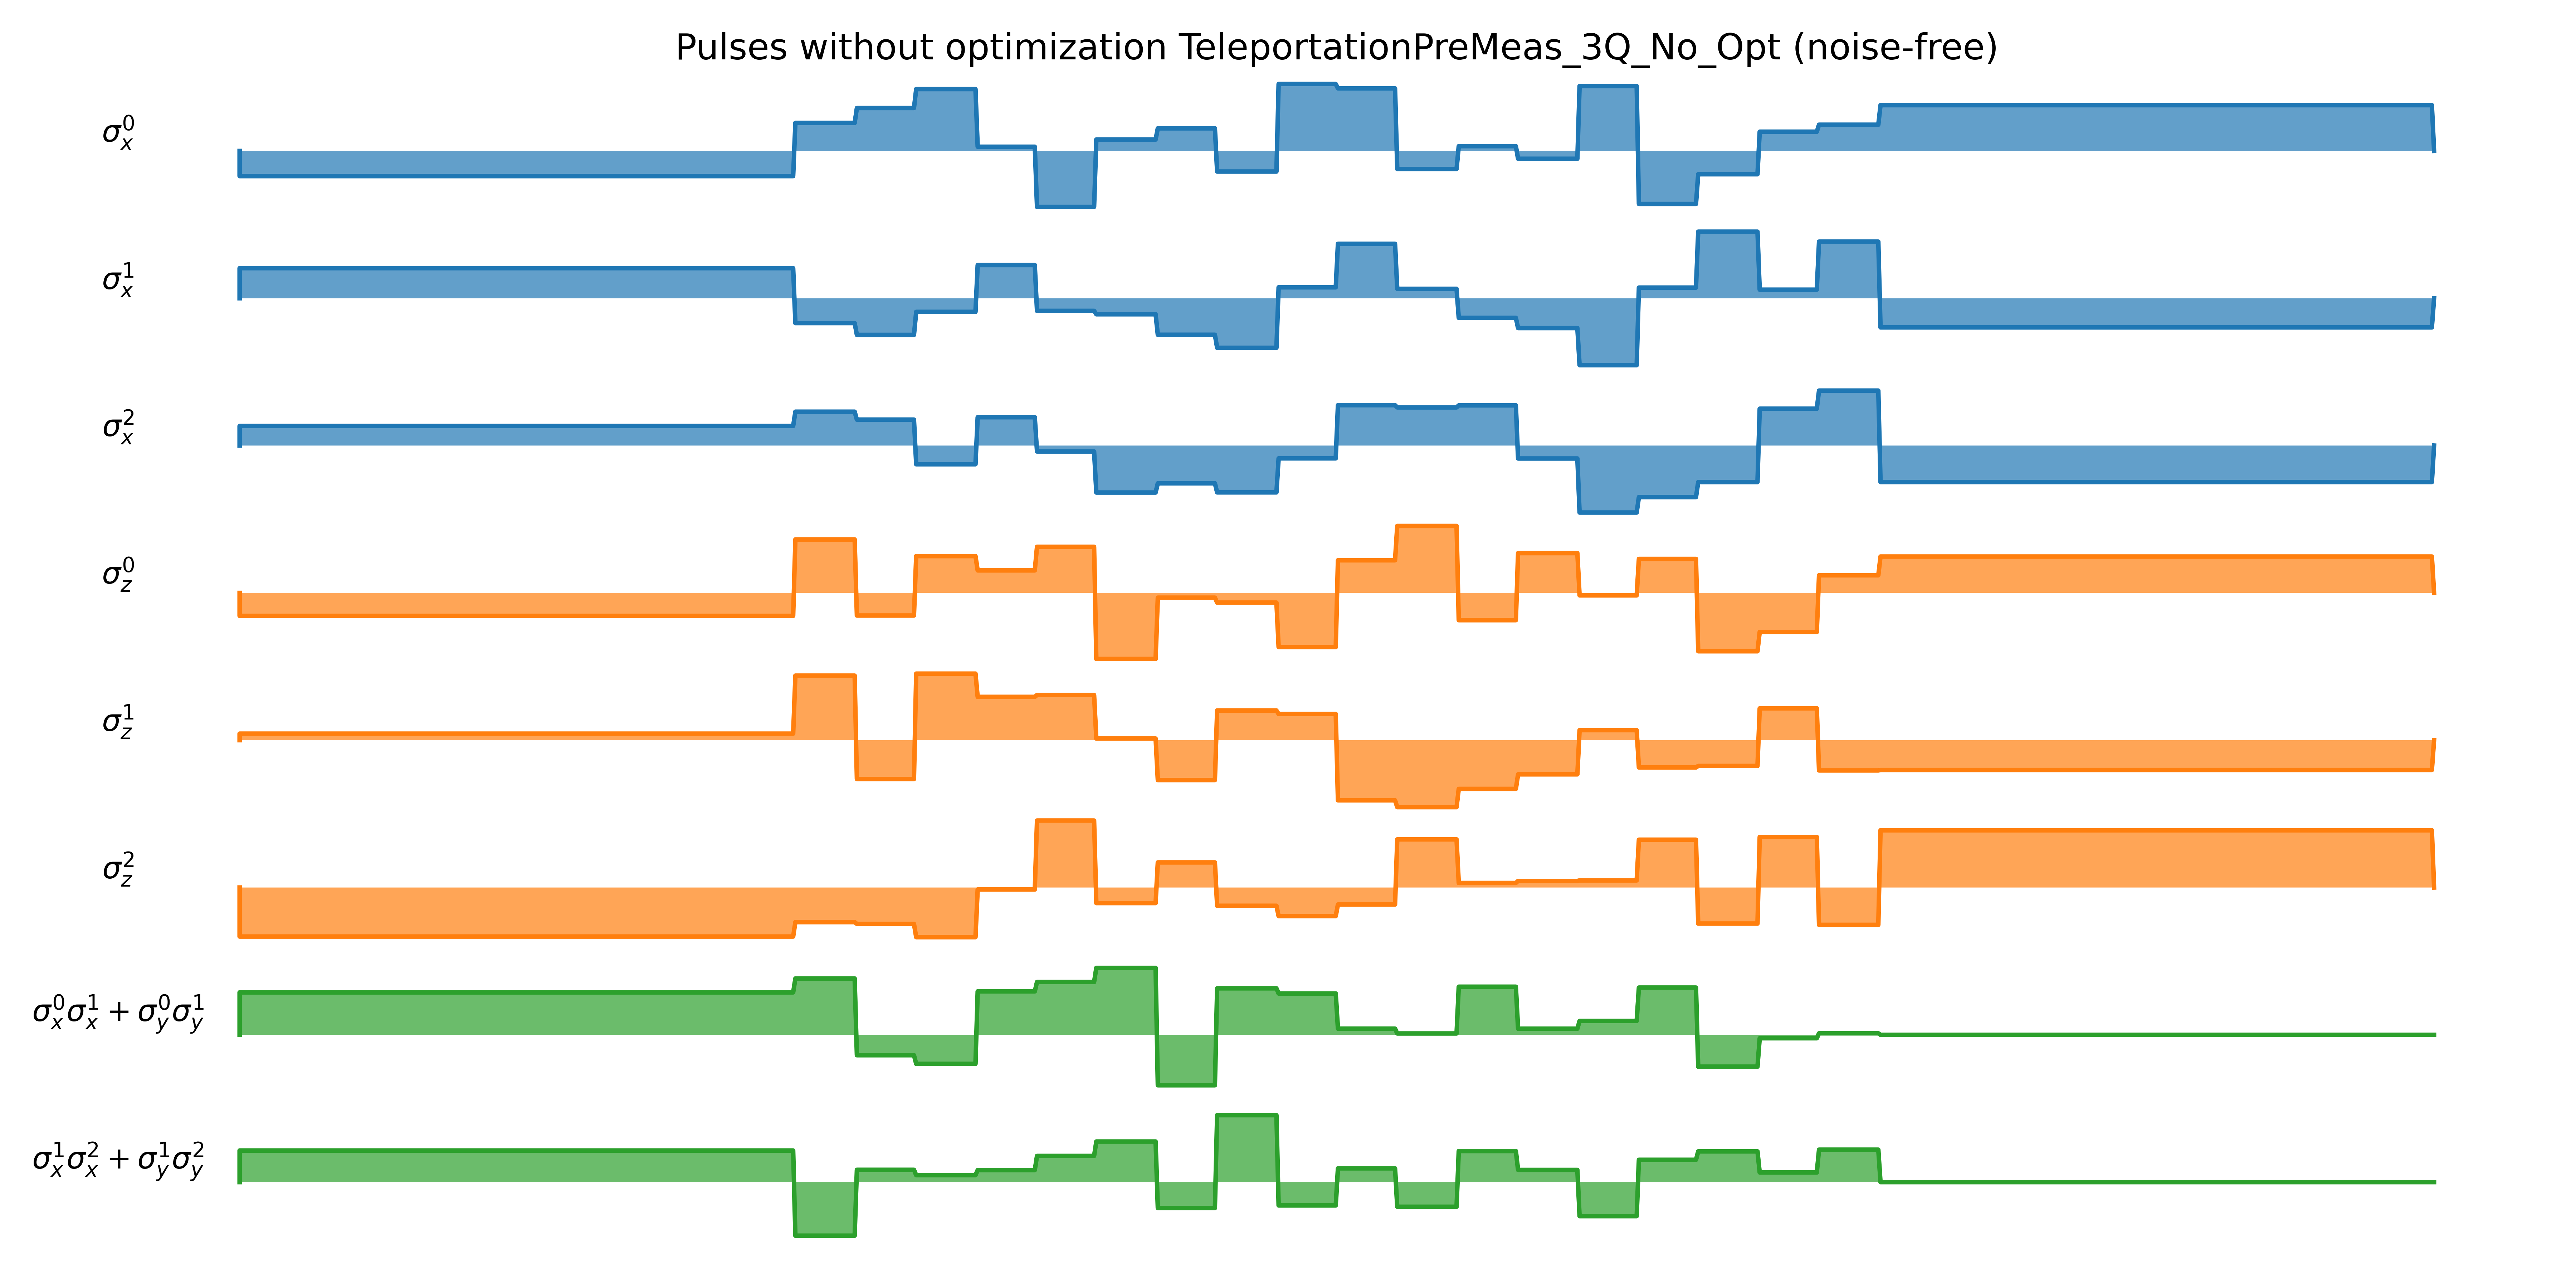 Pulses without optimization TeleportationPreMeas_3Q_No_Opt (noise-free)
σ_x^0
σ_x^1
σ_x^2
σ_z^0
σ_z^1
σ_z^2
σ_x^0σ_x^1 + σ_y^0σ_y^1
σ_x^1σ_x^2 + σ_y^1σ_y^2